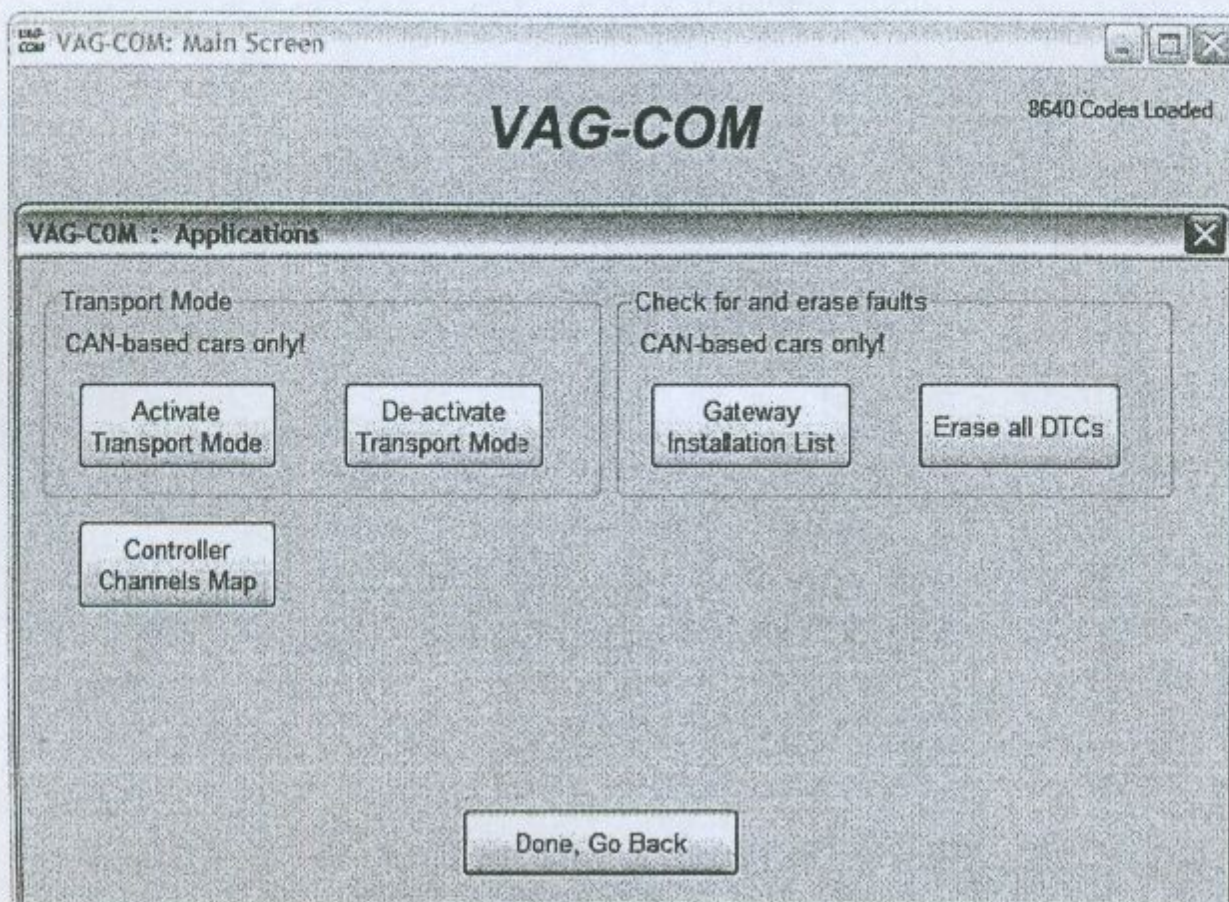 VAG-COM: Main Screen
VAG-COM
8640 Codes Loaded
VAG-COM : Applications
Transport Mode
CAN-based cars only!
Activate
Transport Mode
De-activate
Transport Mode
Check for and erase faults
CAN-based cars only!
Gateway
Installation List
Erase all DTCs
Controller
Channels Map
Done, Go Back